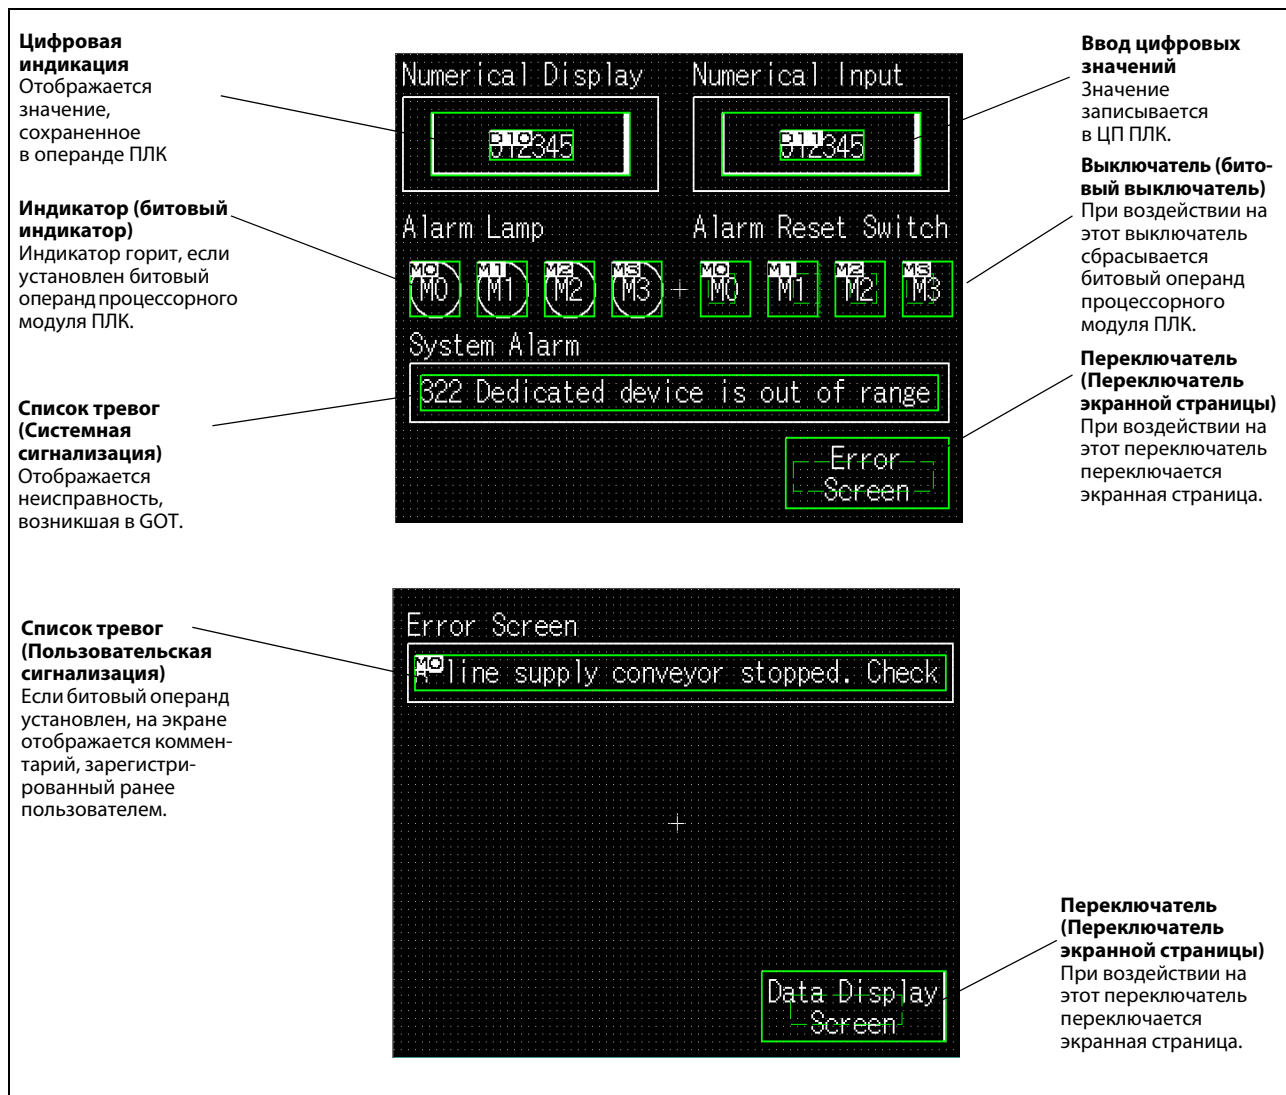 Цифровая
индикация
Отображается
значение,
сохраненное
в операнде ПЛК
Индикатор (битовый
индикатор)
Индикатор горит, если
установлен битовый
операнд процессорного
модуля ПЛК.
Список тревог
(Системная
сигнализация)
Отображается
неисправность,
возникшая в GOT.
Numerical Display
Numerical Input
D10
012345
D11
012345
Alarm Lamp
Alarm Reset Switch
M0 M1 M2 M3
M0 M1 M2 M3
M0 M1 M2 M3
M0 M1 M2 M3
System Alarm
322 Dedicated device is out of range
Error
Screen
Ввод цифровых
значений
Значение
записывается
в ЦП ПЛК.
Выключатель (бито-
вый выключатель)
При воздействии на
этот выключатель
сбрасывается
битовый операнд
процессорного
модуля ПЛК.
Переключатель
(Переключатель
экранной страницы)
При воздействии на
этот переключатель
переключается
экранная страница.
Список тревог
(Пользовательская
сигнализация)
Если битовый операнд
установлен, на экране
отображается коммен-
тарий, зарегистри-
рованный ранее
пользователем.
Error Screen
M0
line supply conveyor stopped. Check
Data Display
Screen
Переключатель
(Переключатель
экранной страницы)
При воздействии на
этот переключатель
переключается
экранная страница.